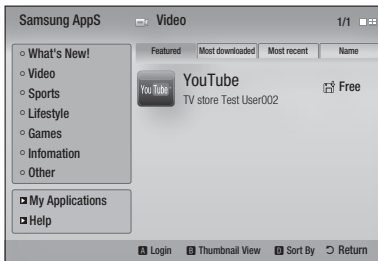 Samsung AppS
Video
1/1
What's New!
Video
Sports
Lifestyle
Games
Infomation
Other
My Applications
Help
Featured
Most downloaded
Most recent
Name
You Tube
YouTube
TV store Test User002
Free
A Login
B Thumbnail View
D Sort By
Return